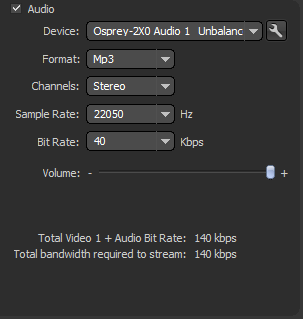 Audio
Device: Osprey-2X0 Audio 1 Unbalanc
Format: Mp3
Channels: Stereo
Sample Rate: 22050 Hz
Bit Rate: 40 Kbps
Volume: - +
Total Video 1 + Audio Bit Rate: 140 kbps
Total bandwidth required to stream: 140 kbps